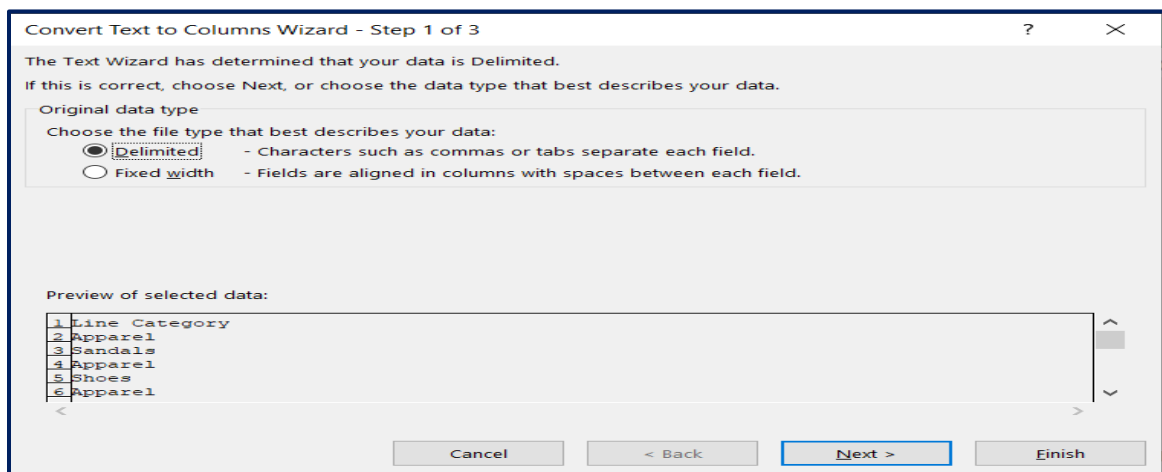 Convert Text to Columns Wizard - Step 1 of 3 ?
The Text Wizard has determined that your data is Delimited.
If this is correct, choose Next, or choose the data type that best describes your data.
Original data type
Choose the file type that best describes your data:
Delimited - Characters such as commas or tabs separate each field.
Fixed width - Fields are aligned in columns with spaces between each field.
Preview of selected data:
1 Line Category
2 Apparel
3 Sandals
4 Apparel
5 Shoes
6 Apparel
Cancel < Back Next > Finish